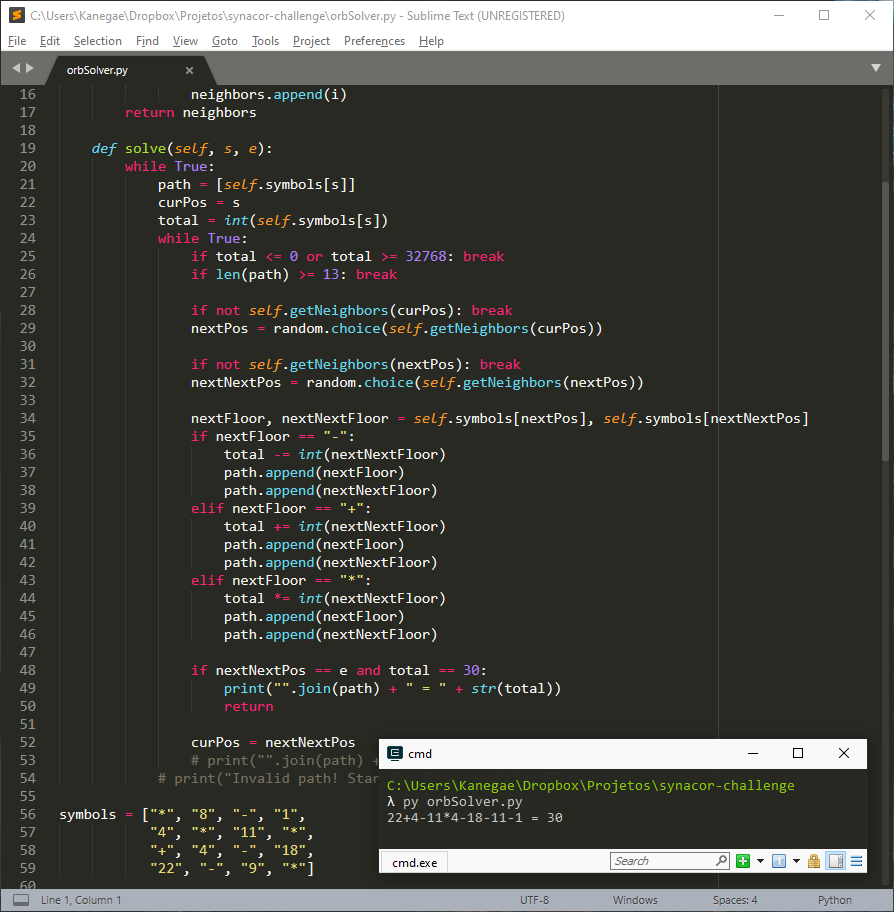 C:\Users\Kanegae\Dropbox\Projetos\synacor-challenge\orbSolver.py - Sublime Text (UNREGISTERED)
File Edit Selection Find View Goto Tools Project Preferences Help
orbSolver.py
16 neighbors.append(i)
17 return neighbors
18
19 def solve(self, s, e):
20 while True:
21 path = [self.symbols[s]]
22 curPos = s
23 total = int(self.symbols[s])
24 while True:
25 if total <= 0 or total >= 32768: break
26 if len(path) >= 13: break
27
28 if not self.getNeighbors(curPos): break
29 nextPos = random.choice(self.getNeighbors(curPos))
30
31 if not self.getNeighbors(nextPos): break
32 nextNextPos = random.choice(self.getNeighbors(nextPos))
33
34 nextFloor, nextNextFloor = self.symbols[nextPos], self.symbols[nextNextPos]
35 if nextFloor == "-":
36 total -= int(nextNextFloor)
37 path.append(nextFloor)
38 path.append(nextNextFloor)
39 elif nextFloor == "+":
40 total += int(nextNextFloor)
41 path.append(nextFloor)
42 path.append(nextNextFloor)
43 elif nextFloor == "*":
44 total *= int(nextNextFloor)
45 path.append(nextFloor)
46 path.append(nextNextFloor)
47
48 if nextNextPos == e and total == 30:
49 print("".join(path) + " = " + str(total))
50 return
51
52 curPos = nextNextPos
53 # print("".join(path) +
54 # print("Invalid path! Star
55
56 symbols = ["*", "8", "-", "1",
57 "4", "*", "11", "*",
58 "+", "4", "-", "18",
59 "22", "-", "9", "*"]
60
cmd
C:\Users\Kanegae\Dropbox\Projetos\synacor-challenge
λ py orbSolver.py
22+4-11*4-18-11-1 = 30
cmd.exe Search
Line 1, Column 1 UTF-8 Windows Spaces: 4 Python